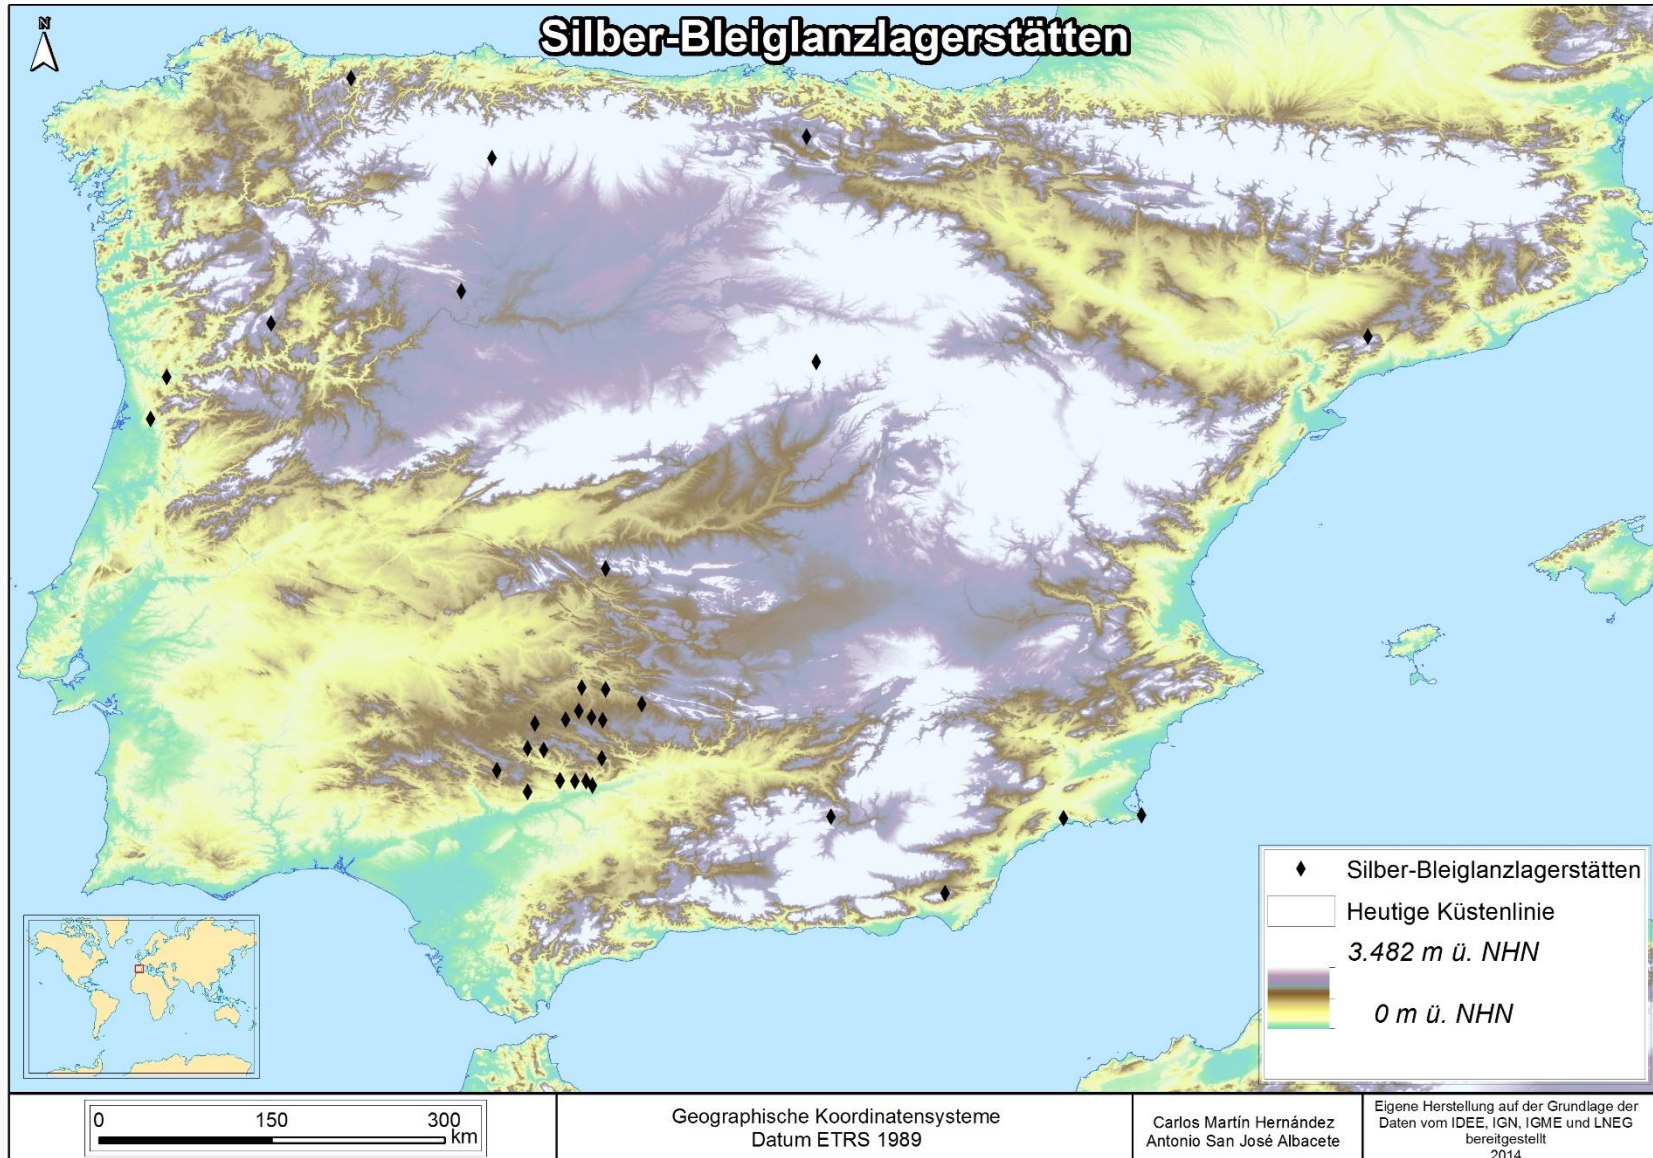 Silber-Bleiglanzlagerstätten
N
Silber-Bleiglanzlagerstätten
Heutige Küstenlinie
3.482 m ü. NHN
0 m ü. NHN
0 150 300
km
Geographische Koordinatensysteme
Datum ETRS 1989
Carlos Martín Hernández
Antonio San José Albacete
Eigene Herstellung auf der Grundlage der
Daten vom IDEE, IGN, IGME und LNEG
bereitgestellt
2014